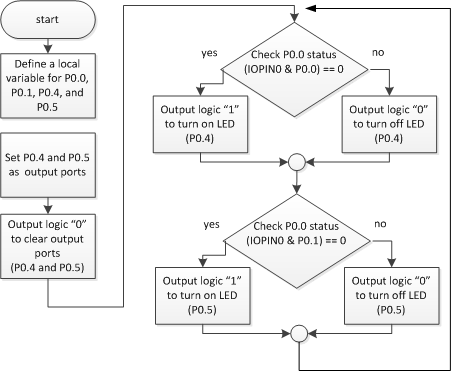 start
Define a local
variable for P0.0,
P0.1, P0.4, and
P0.5
Set P0.4 and P0.5
as output ports
Output logic “0”
to clear output
ports
(P0.4 and P0.5)
Check P0.0 status
(IOPIN0 & P0.0) == 0
yes
no
Output logic “1”
to turn on LED
(P0.4)
Output logic “0”
to turn off LED
(P0.4)
Check P0.0 status
(IOPIN0 & P0.1) == 0
yes
no
Output logic “1”
to turn on LED
(P0.5)
Output logic “0”
to turn off LED
(P0.5)